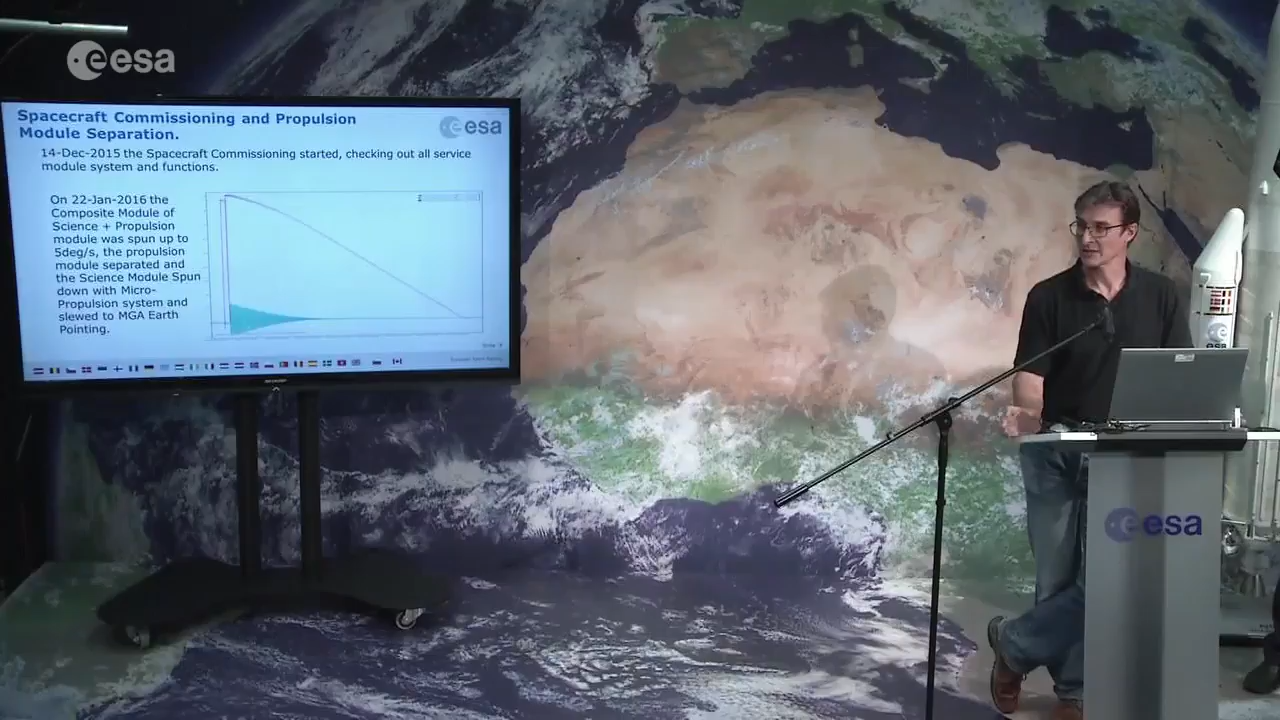 esa
Spacecraft Commissioning and Propulsion
Module Separation.
esa
14-Dec-2015 the Spacecraft Commissioning started, checking out all service
module system and functions.
On 22-Jan-2016 the
Composite Module of
Science + Propulsion
module was spun up to
5deg/s, the propulsion
module separated and
the Science Module Spun
down with Micro-
Propulsion system and
slewed to MGA Earth
Pointing.
esa